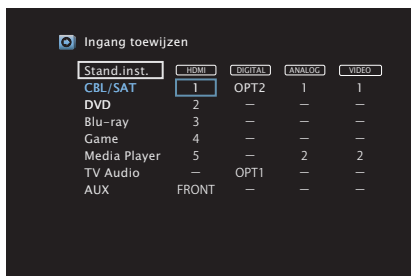 Ingang toewijzen
Stand.inst. HDMI DIGITAL ANALOG VIDEO
CBL/SAT 1 OPT2 1 1
DVD 2 — — —
Blu-ray 3 — — —
Game 4 — — —
Media Player 5 — 2 2
TV Audio — OPT1 — —
AUX FRONT — — —